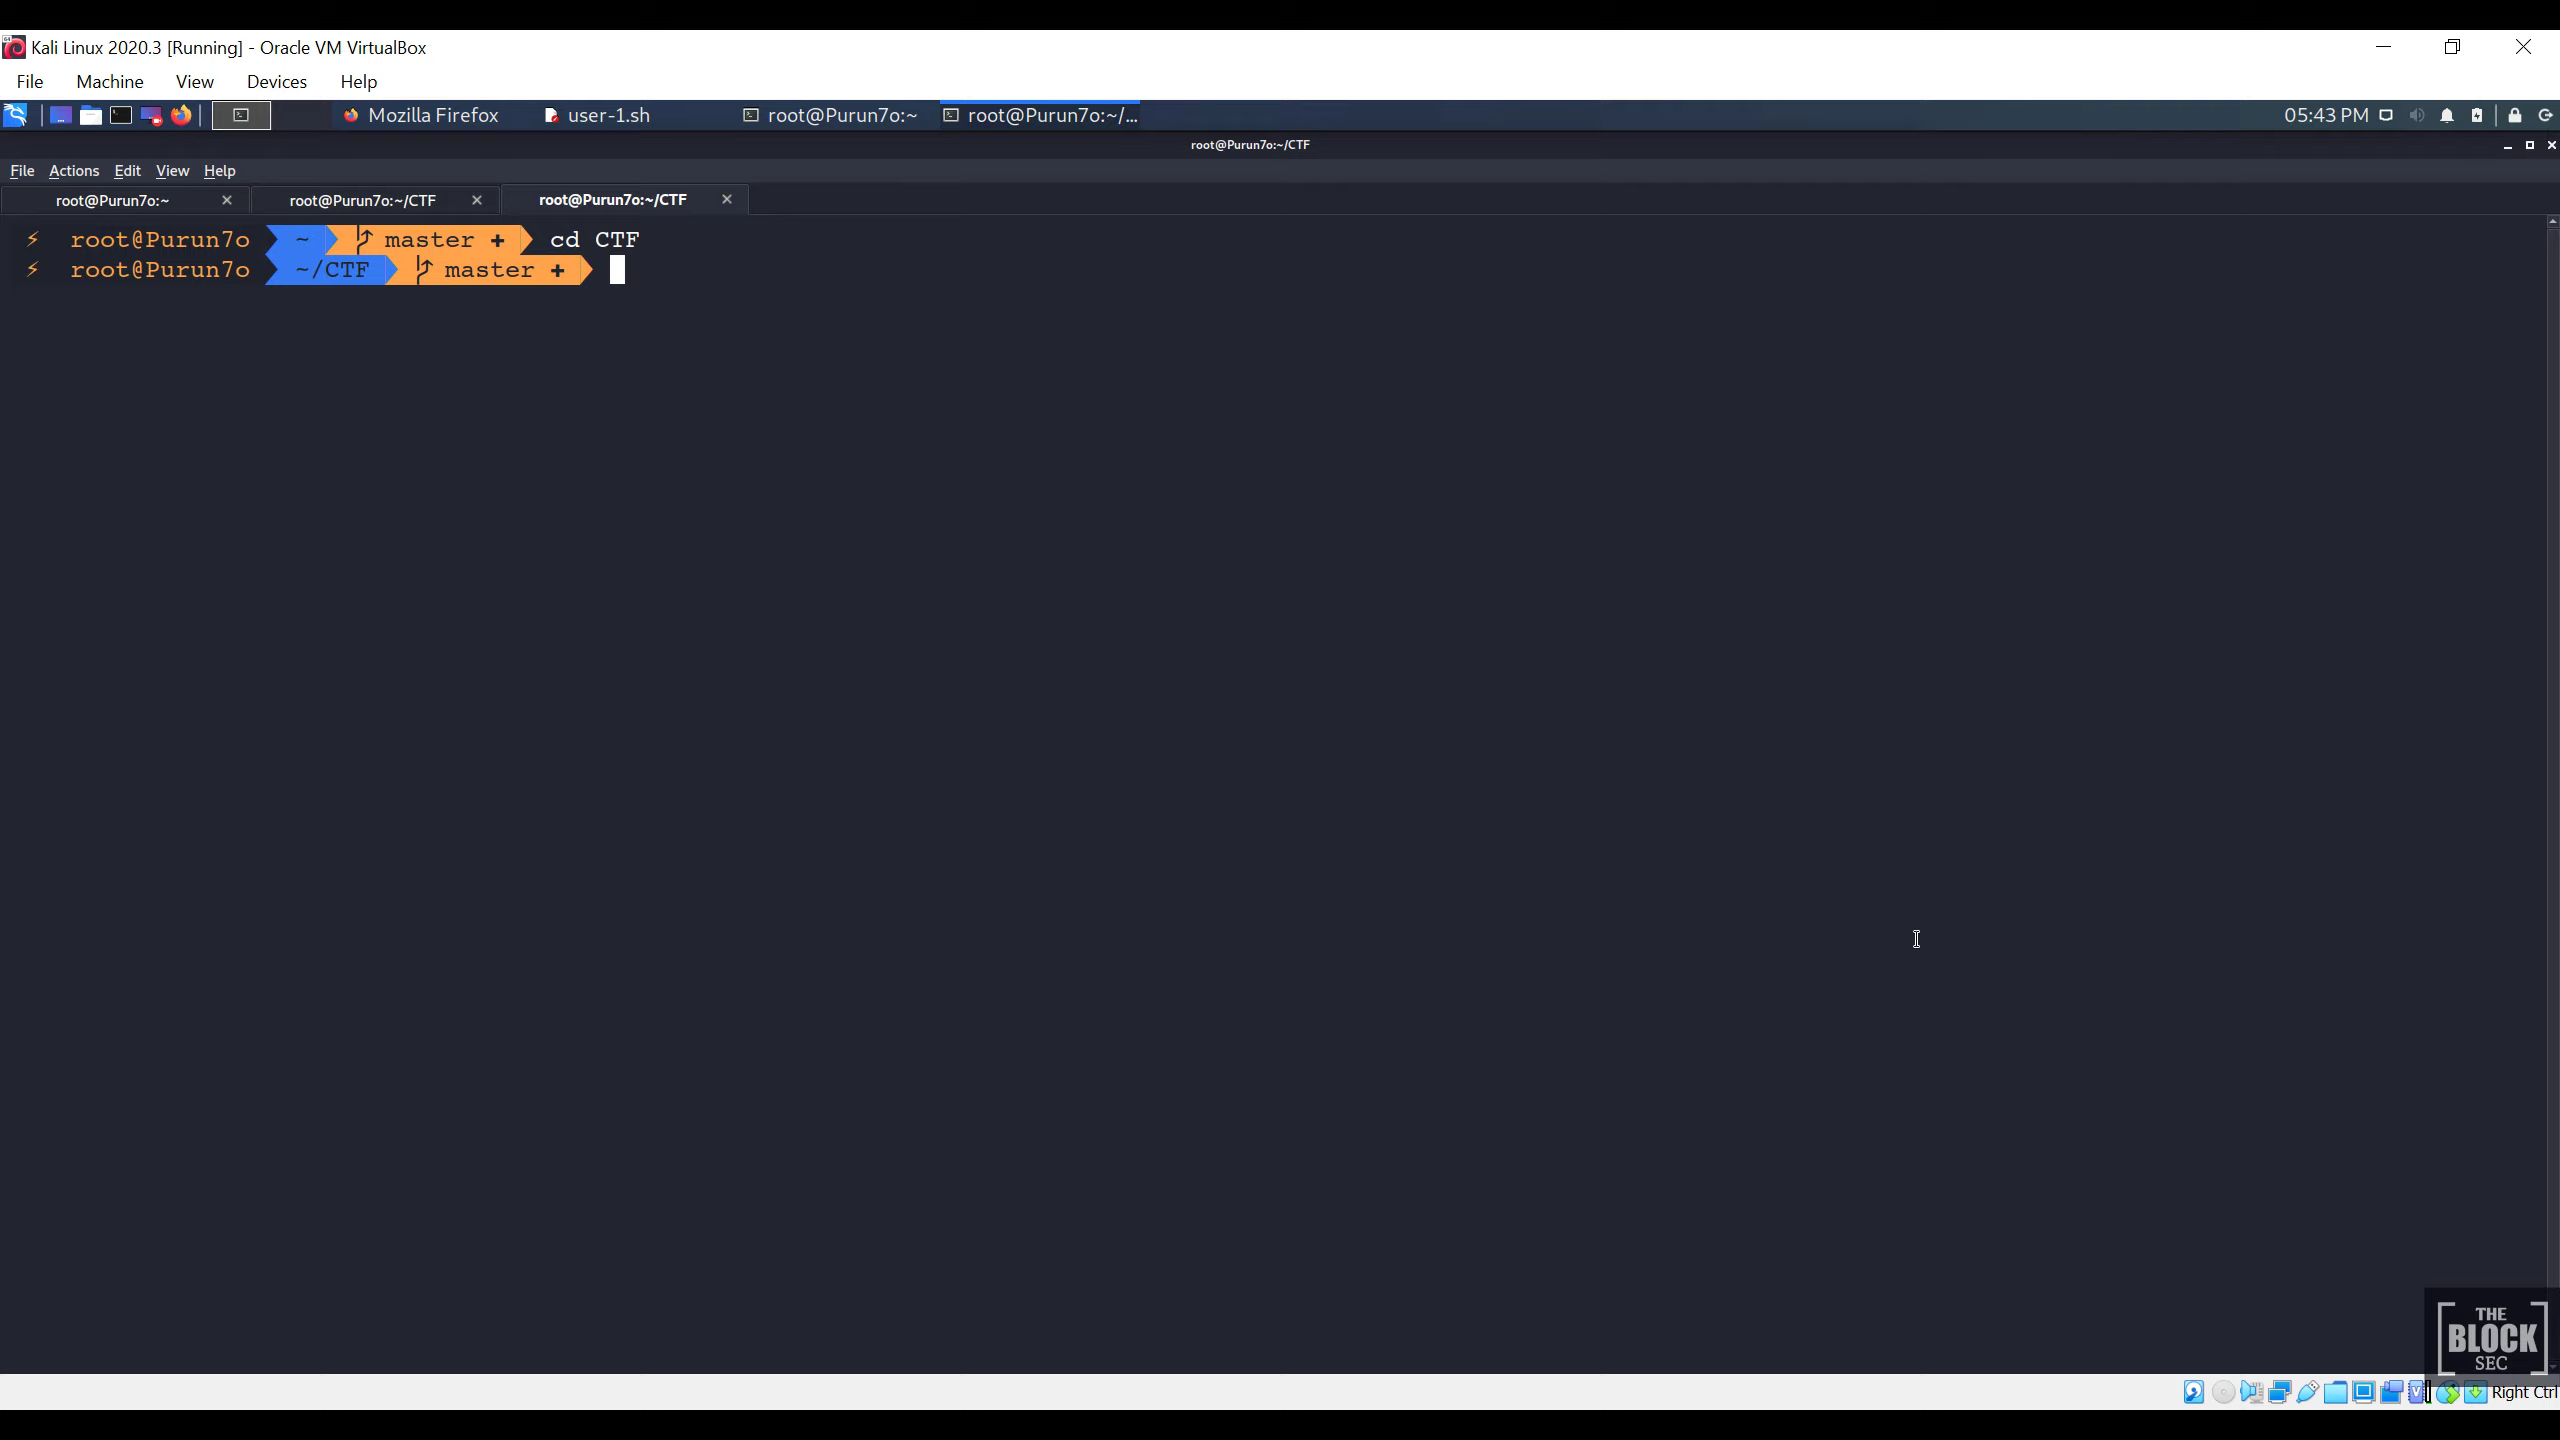 Kali Linux 2020.3 [Running] - Oracle VM VirtualBox
File Machine View Devices Help
Mozilla Firefox user-1.sh root@Purun7o:~ root@Purun7o:~/... 05:43 PM
root@Purun7o:~/CTF
File Actions Edit View Help
root@Purun7o:~ root@Purun7o:~/CTF root@Purun7o:~/CTF
⚡ root@Purun7o ~ master ✚ cd CTF
⚡ root@Purun7o ~/CTF master ✚
THE
BLOCK
SEC
Right Ctrl